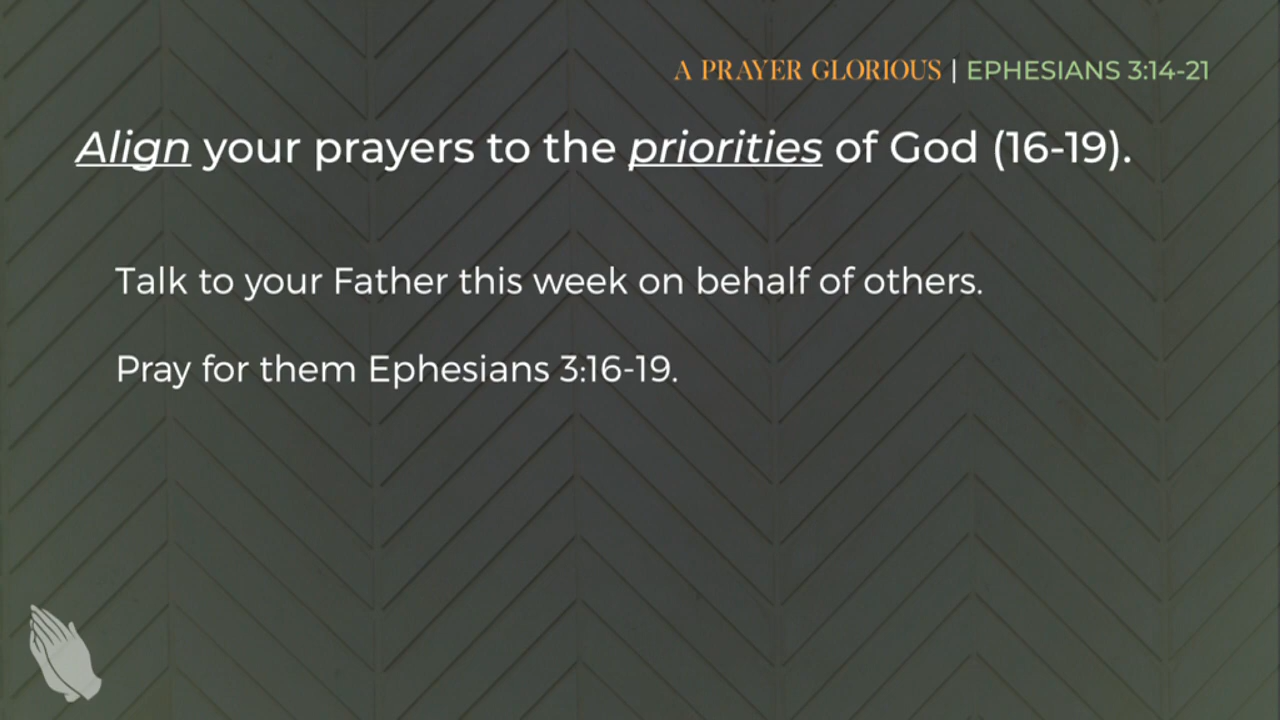 A PRAYER GLORIOUS | EPHESIANS 3:14-21
Align your prayers to the priorities of God (16-19).
Talk to your Father this week on behalf of others.
Pray for them Ephesians 3:16-19.